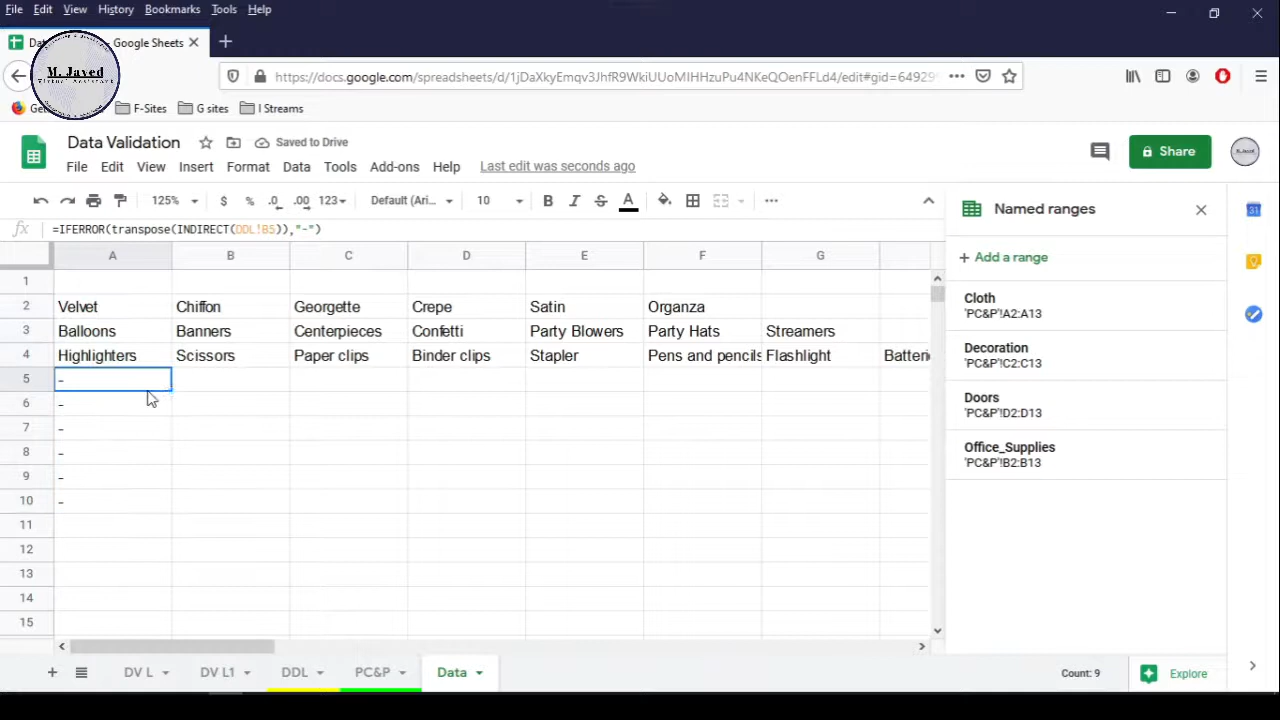 File Edit View History Bookmarks Tools Help
Google Sheets
M. Javed
Virtual Assistant
https://docs.google.com/spreadsheets/d/1jDaXkyEmqv3JhfR9WkiUUoMIHHzuPu4NKeQOenFFLd4/edit#gid=6492
F-Sites G sites I Streams
Data Validation Saved to Drive
File Edit View Insert Format Data Tools Add-ons Help Last edit was seconds ago
Share
125% $ % .0 .00 123 Default (Ari... 10 B I S A
fx =IFERROR(transpose(INDIRECT(DDL!B5)),"-")
A B C D E F G
1
2 Velvet Chiffon Georgette Crepe Satin Organza
3 Balloons Banners Centerpieces Confetti Party Blowers Party Hats Streamers
4 Highlighters Scissors Paper clips Binder clips Stapler Pens and pencils Flashlight
5 -
6 -
7 -
8 -
9 -
10 -
11
12
13
14
15
Named ranges
+ Add a range
Cloth
'PC&P'!A2:A13
Decoration
'PC&P'!C2:C13
Doors
'PC&P'!D2:D13
Office_Supplies
'PC&P'!B2:B13
31
DV L DV L1 DDL PC&P Data Count: 9 Explore